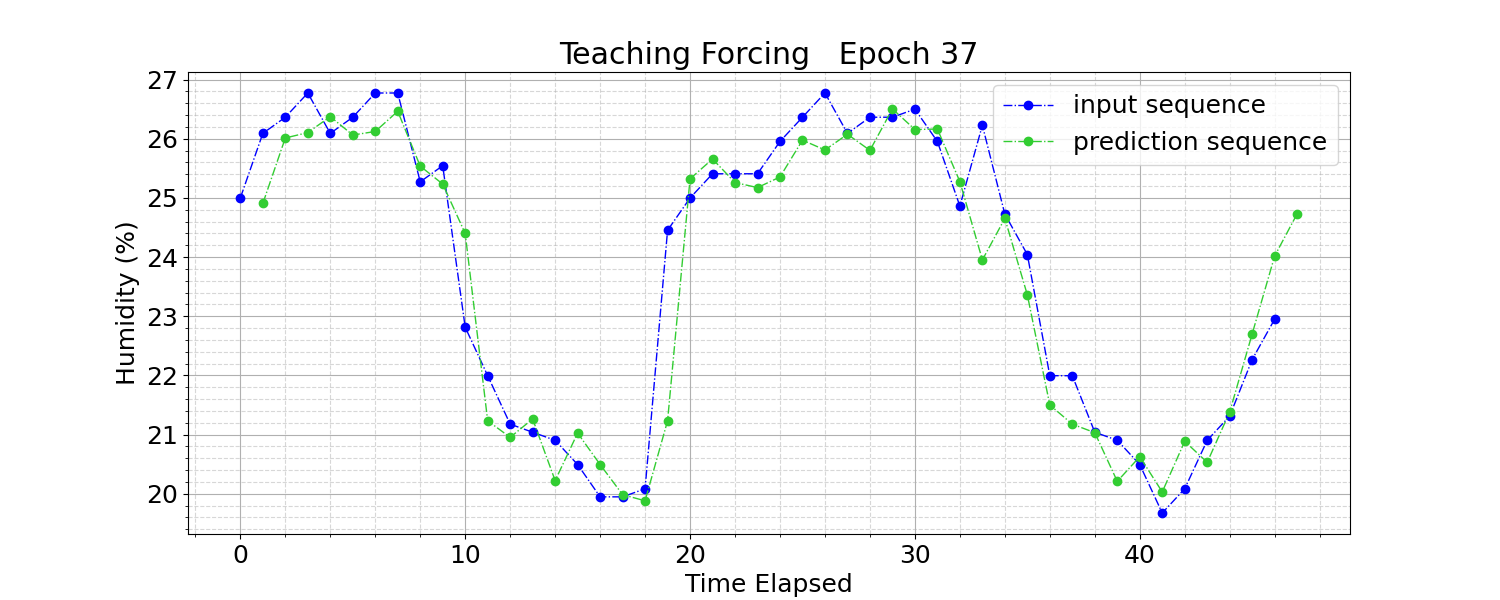 Teaching Forcing   Epoch 37
input sequence
prediction sequence
Humidity (%)
27
26
25
24
23
22
21
20
0 10 20 30 40
Time Elapsed